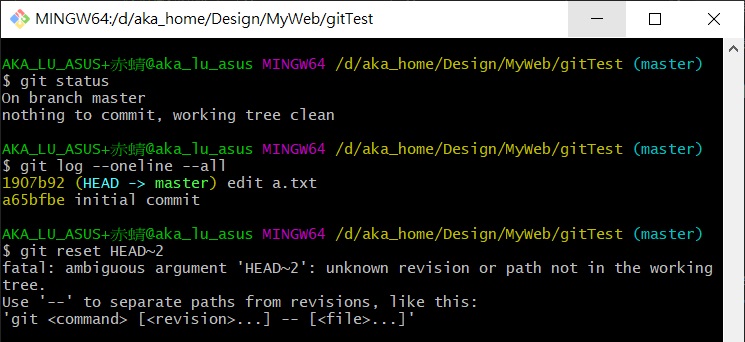 MINGW64:/d/aka_home/Design/MyWeb/gitTest
AKA_LU_ASUS+赤蜻@aka_lu_asus MINGW64 /d/aka_home/Design/MyWeb/gitTest (master)
$ git status
On branch master
nothing to commit, working tree clean
AKA_LU_ASUS+赤蜻@aka_lu_asus MINGW64 /d/aka_home/Design/MyWeb/gitTest (master)
$ git log --oneline --all
1907b92 (HEAD -> master) edit a.txt
a65bfbe initial commit
AKA_LU_ASUS+赤蜻@aka_lu_asus MINGW64 /d/aka_home/Design/MyWeb/gitTest (master)
$ git reset HEAD~2
fatal: ambiguous argument 'HEAD~2': unknown revision or path not in the working
tree.
Use '--' to separate paths from revisions, like this:
'git <command> [<revision>...] -- [<file>...]'